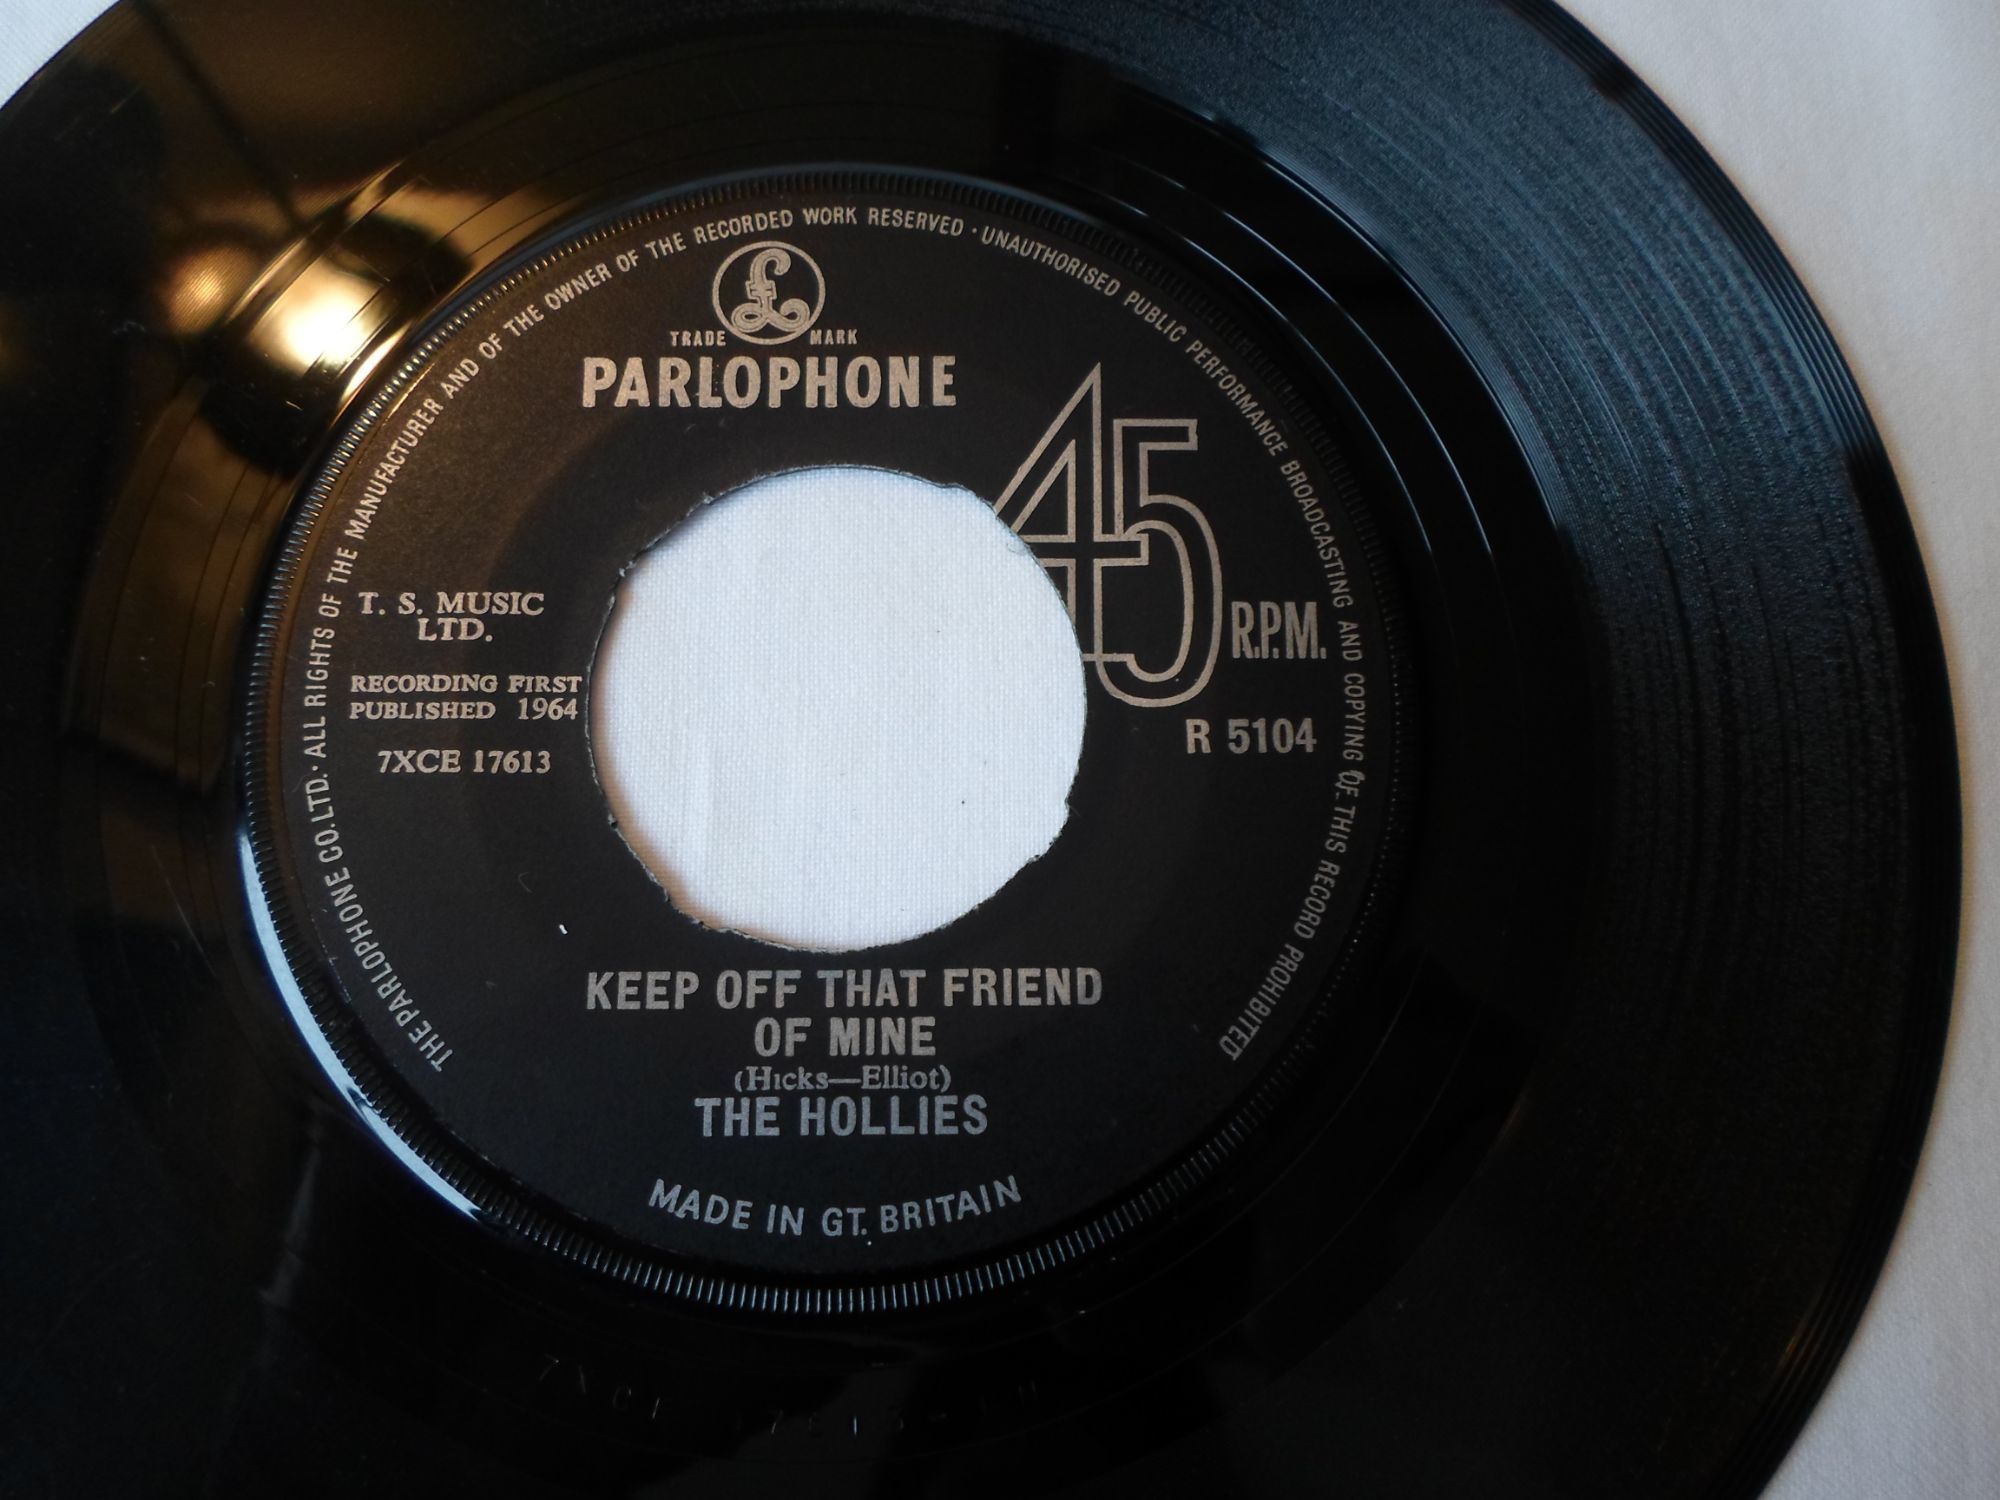 THE PARLOPHONE CO. LTD. · ALL RIGHTS OF THE MANUFACTURER AND OF THE OWNER OF THE RECORDED WORK RESERVED · UNAUTHORISED PUBLIC PERFORMANCE BROADCASTING AND COPYING OF THIS RECORD PROHIBITED
£
TRADE MARK
PARLOPHONE
45 R.P.M.
T. S. MUSIC
LTD.
RECORDING FIRST
PUBLISHED 1964
7XCE 17613
R 5104
KEEP OFF THAT FRIEND
OF MINE
(Hicks—Elliot)
THE HOLLIES
MADE IN GT. BRITAIN